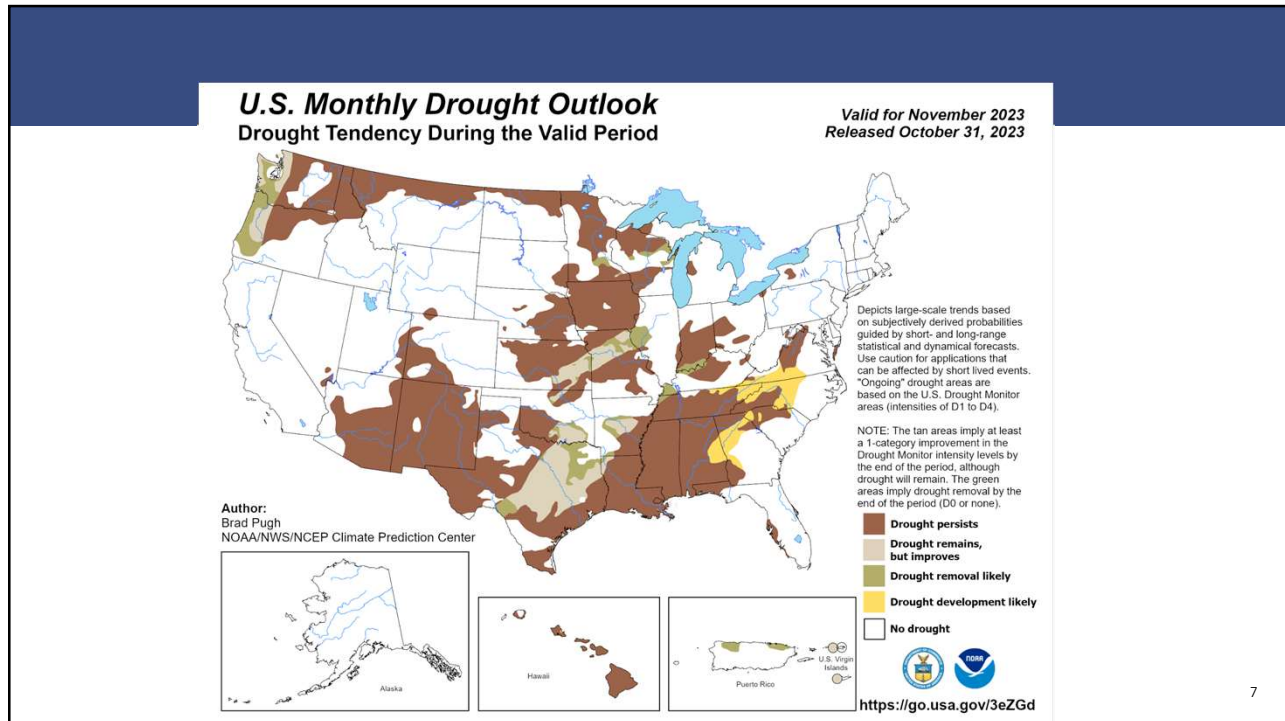 U.S. Monthly Drought Outlook
Drought Tendency During the Valid Period
Valid for November 2023
Released October 31, 2023
Depicts large-scale trends based
on subjectively derived probabilities
guided by short- and long-range
statistical and dynamical forecasts.
Use caution for applications that
can be affected by short lived events.
"Ongoing" drought areas are
based on the U.S. Drought Monitor
areas (intensities of D1 to D4).
NOTE: The tan areas imply at least
a 1-category improvement in the
Drought Monitor intensity levels by
the end of the period, although
drought will remain. The green
areas imply drought removal by the
end of the period (D0 or none).
Author:
Brad Pugh
NOAA/NWS/NCEP Climate Prediction Center
Drought persists
Drought remains,
but improves
Drought removal likely
Drought development likely
No drought
Alaska
Hawaii
Puerto Rico
U.S. Virgin
Islands
NOAA
https://go.usa.gov/3eZGd
7